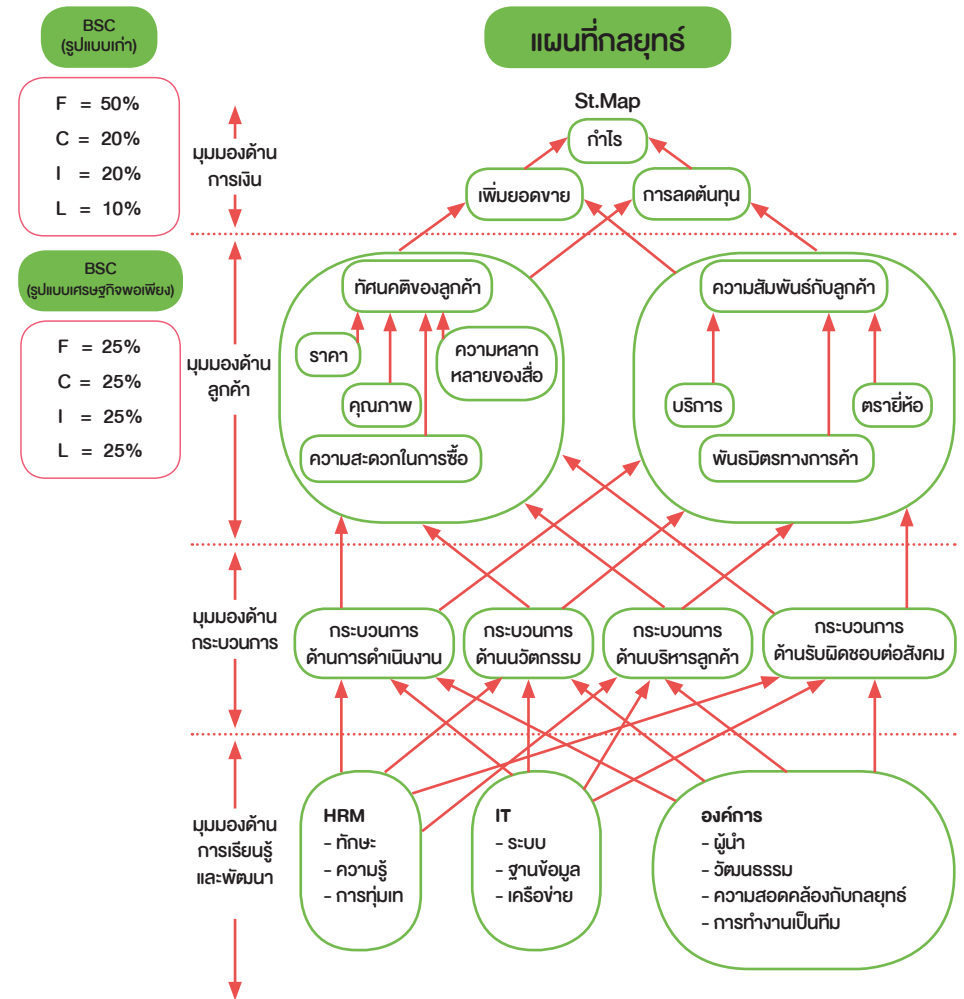 BSC
(รูปแบบเก่า)
F = 50%
C = 20%
I = 20%
L = 10%
BSC
(รูปแบบเศรษฐกิจพอเพียง)
F = 25%
C = 25%
I = 25%
L = 25%
แผนที่กลยุทธ์
St.Map
มุมมองด้าน
การเงิน
กำไร
เพิ่มยอดขาย
การลดต้นทุน
มุมมองด้าน
ลูกค้า
ทัศนคติของลูกค้า
ราคา
ความหลาก
หลายของสื่อ
คุณภาพ
ความสะดวกในการซื้อ
ความสัมพันธ์กับลูกค้า
บริการ
ตรายี่ห้อ
พันธมิตรทางการค้า
มุมมองด้าน
กระบวนการ
กระบวนการ
ด้านการดำเนินงาน
กระบวนการ
ด้านนวัตกรรม
กระบวนการ
ด้านบริหารลูกค้า
กระบวนการ
ด้านรับผิดชอบต่อสังคม
มุมมองด้าน
การเรียนรู้
และพัฒนา
HRM
- ทักษะ
- ความรู้
- การทุ่มเท
IT
- ระบบ
- ฐานข้อมูล
- เครือข่าย
องค์การ
- ผู้นำ
- วัฒนธรรม
- ความสอดคล้องกับกลยุทธ์
- การทำงานเป็นทีม